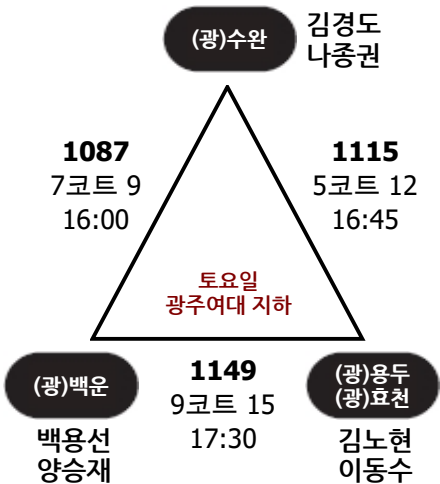 (광)수완
김경도
나종권
1087
7코트 9
16:00
1115
5코트 12
16:45
토요일
광주여대 지하
(광)백운
백용선
양승재
1149
9코트 15
17:30
(광)용두
(광)효천
김노현
이동수